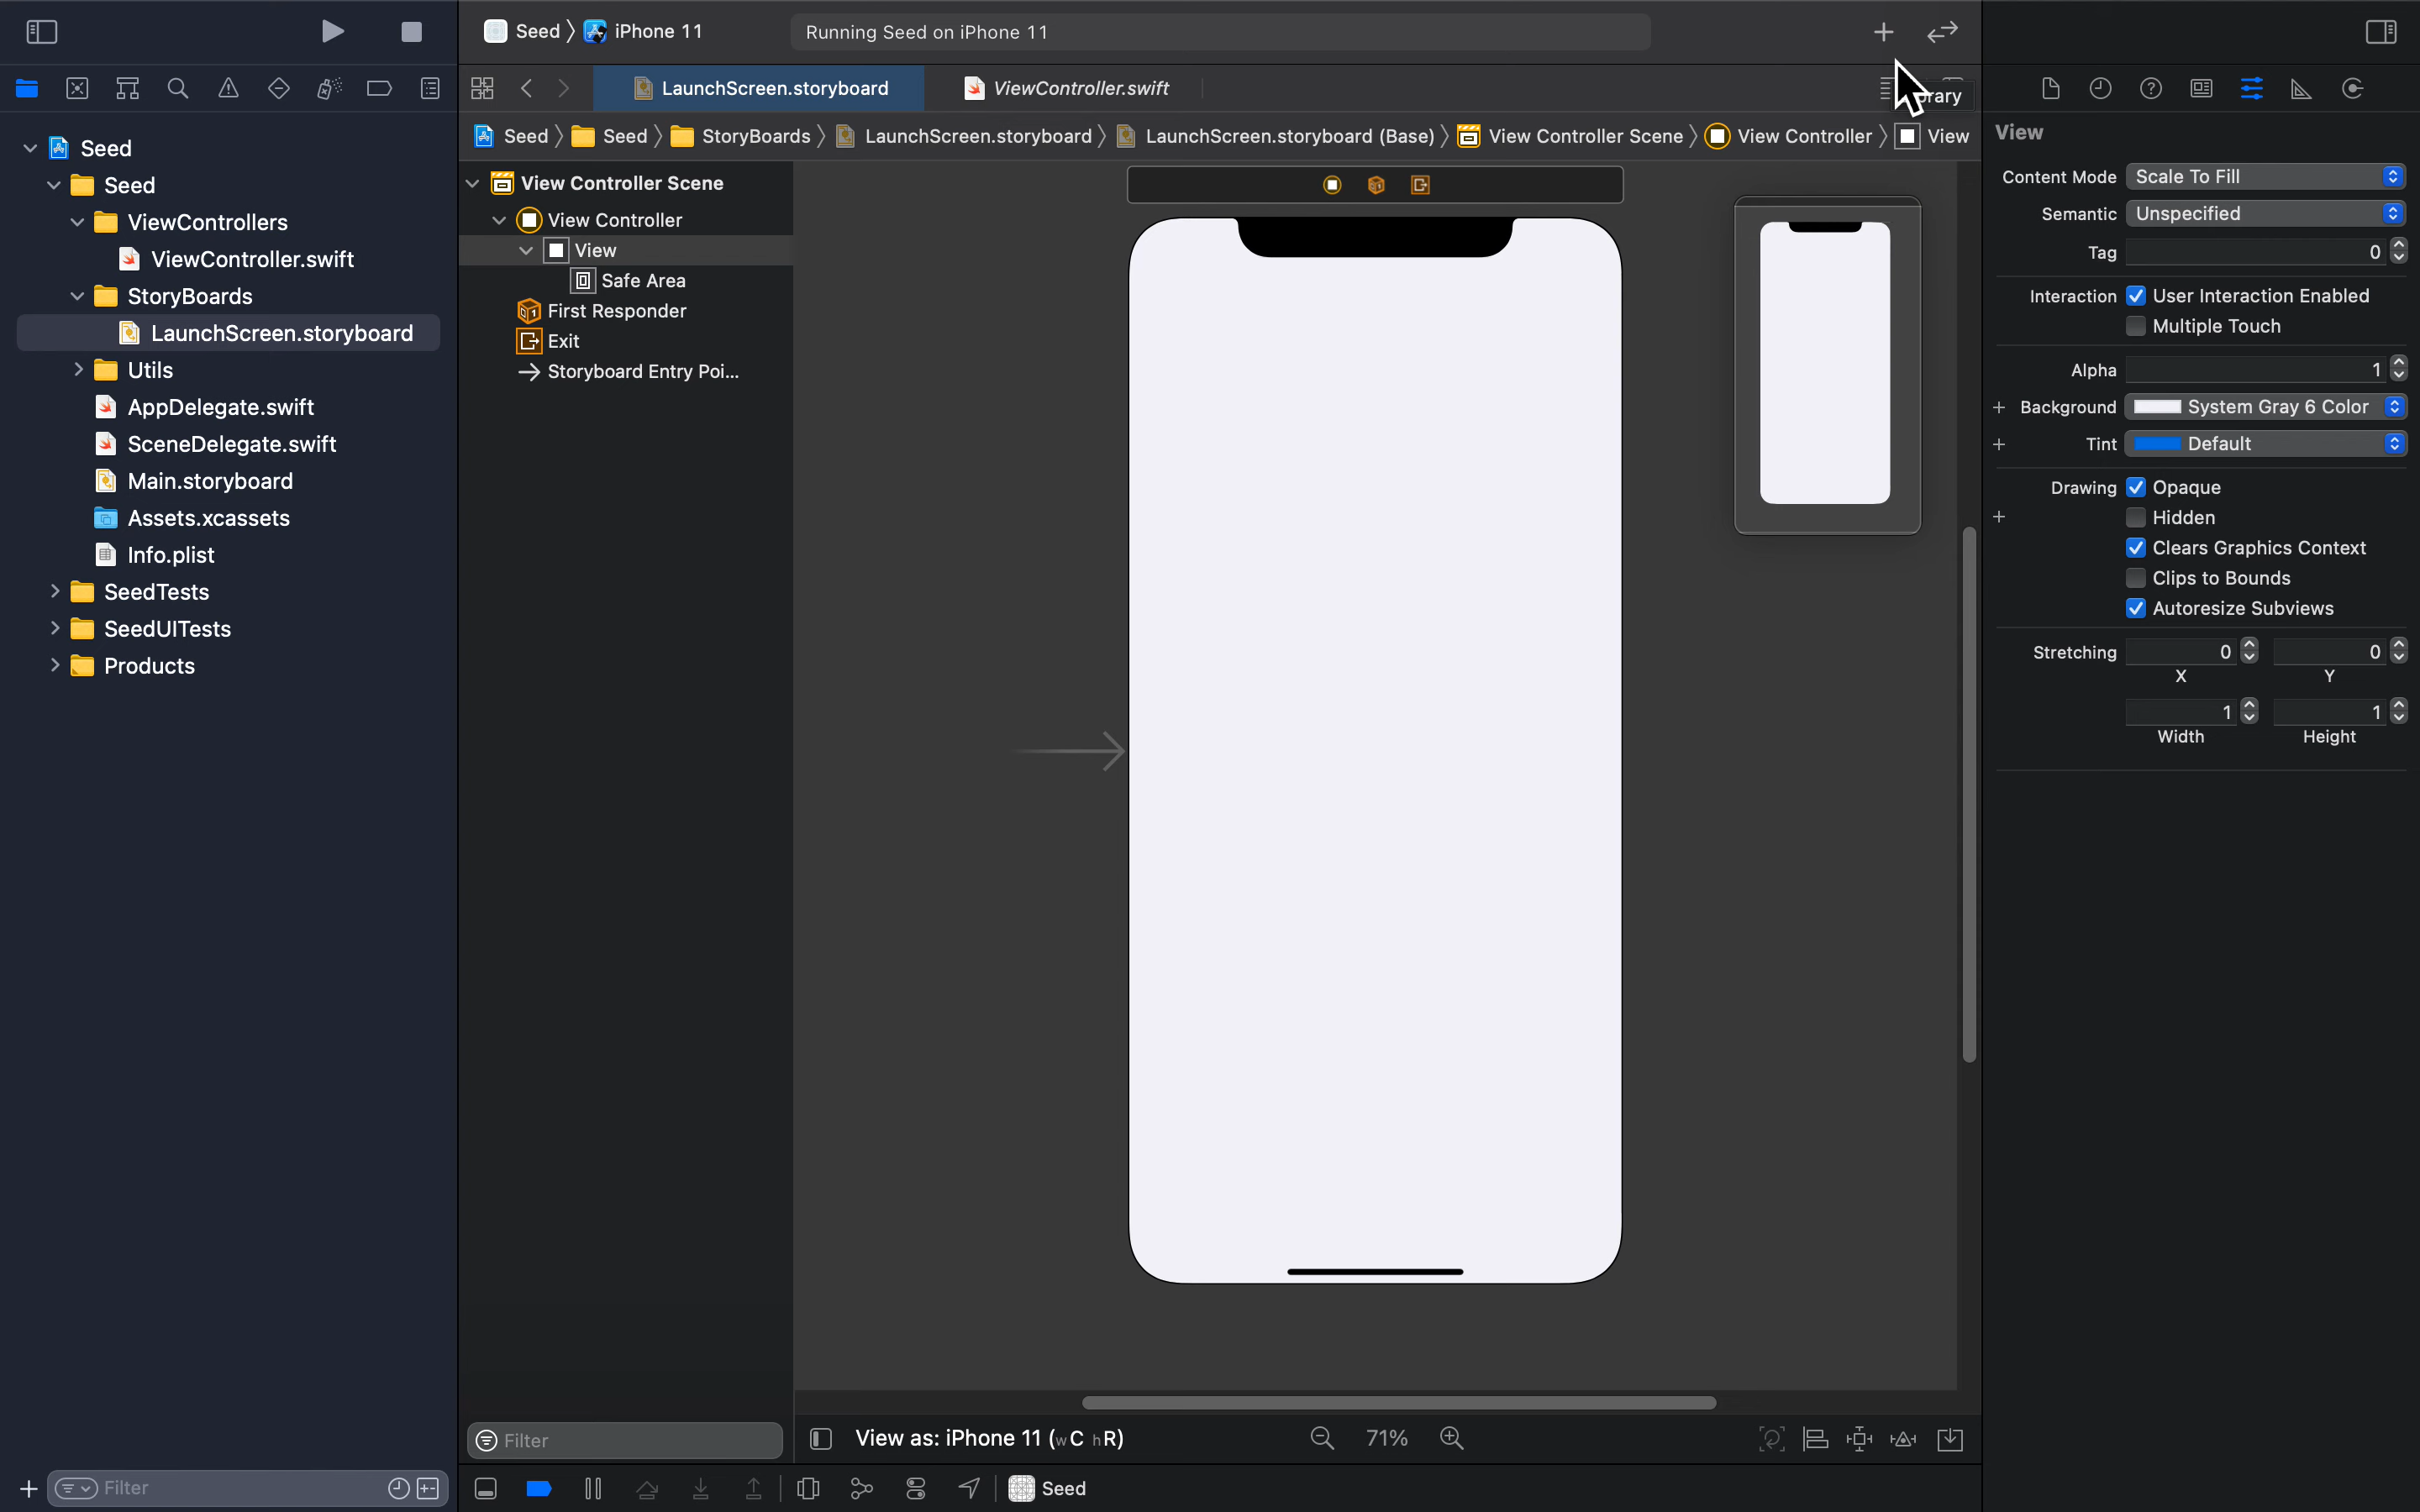 Seed
iPhone 11
Running Seed on iPhone 11
LaunchScreen.storyboard
ViewController.swift
Seed
Seed
StoryBoards
LaunchScreen.storyboard
LaunchScreen.storyboard (Base)
View Controller Scene
View Controller
View
Seed
Seed
ViewControllers
ViewController.swift
StoryBoards
LaunchScreen.storyboard
Utils
AppDelegate.swift
SceneDelegate.swift
Main.storyboard
Assets.xcassets
Info.plist
SeedTests
SeedUITests
Products
Filter
View Controller Scene
View Controller
View
Safe Area
First Responder
Exit
Storyboard Entry Poi...
Filter
View as: iPhone 11 (wC hR)
71%
Seed
View
Content Mode Scale To Fill
Semantic Unspecified
Tag 0
Interaction User Interaction Enabled
Multiple Touch
Alpha 1
Background System Gray 6 Color
Tint Default
Drawing Opaque
Hidden
Clears Graphics Context
Clips to Bounds
Autoresize Subviews
Stretching 0 0
X Y
1 1
Width Height